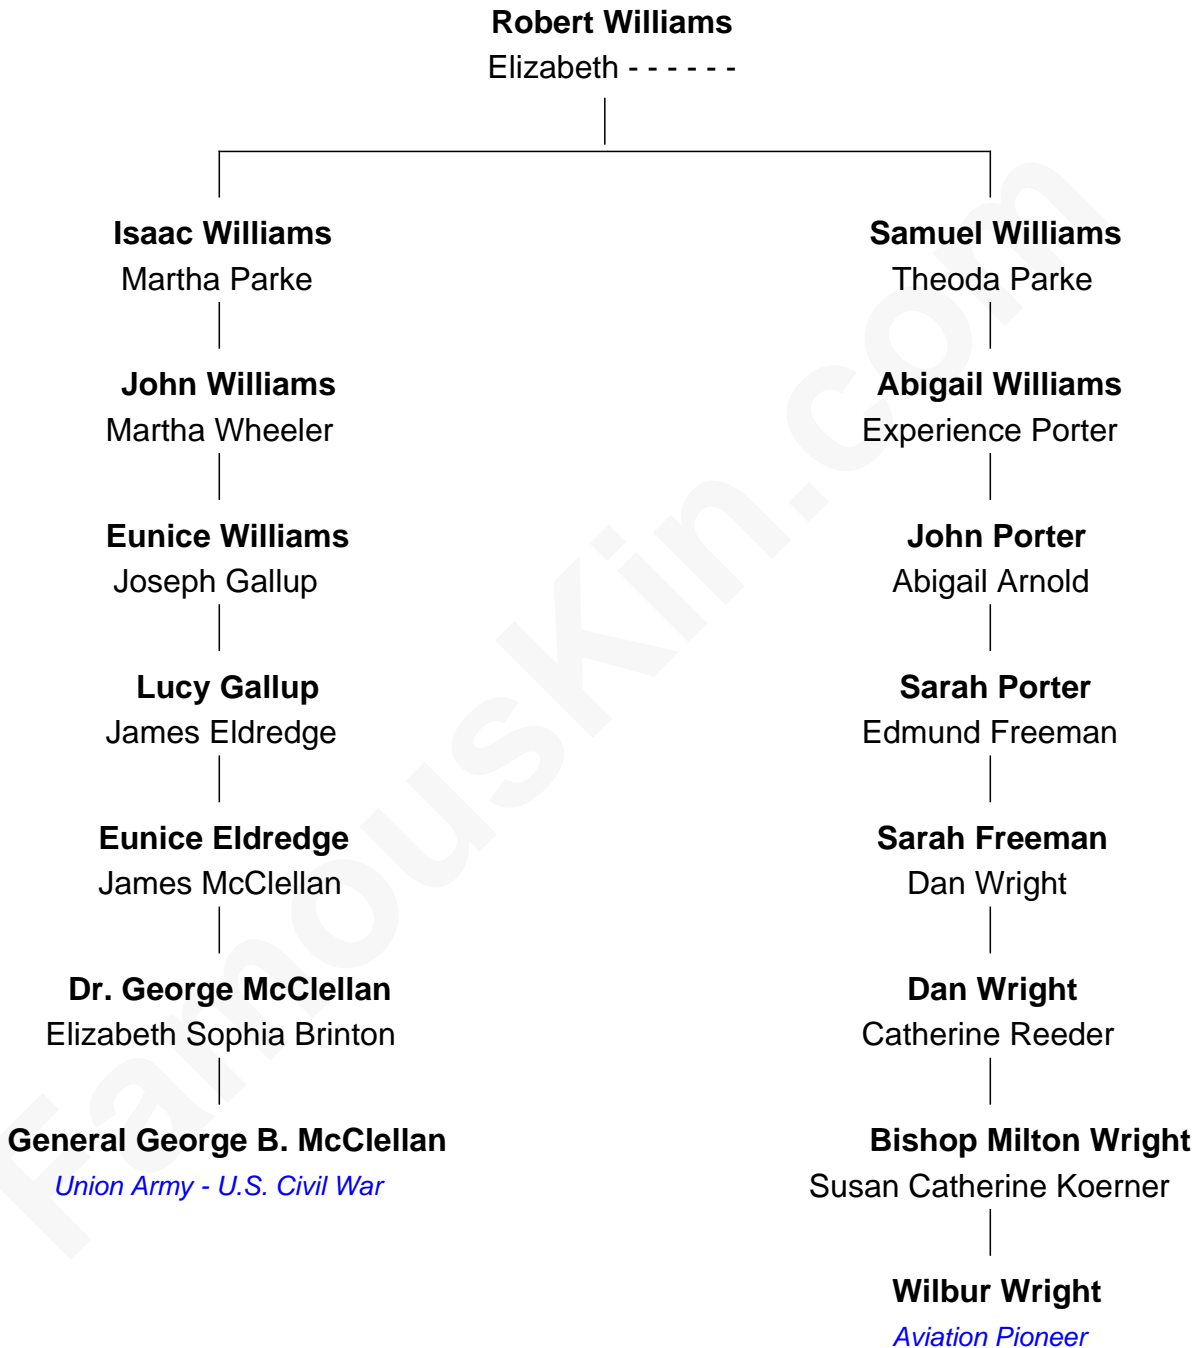 Robert Williams
Elizabeth - - - - - -
Isaac Williams
Martha Parke
Samuel Williams
Theoda Parke
John Williams
Martha Wheeler
Abigail Williams
Experience Porter
Eunice Williams
Joseph Gallup
John Porter
Abigail Arnold
Lucy Gallup
James Eldredge
Sarah Porter
Edmund Freeman
Eunice Eldredge
James McClellan
Sarah Freeman
Dan Wright
Dr. George McClellan
Elizabeth Sophia Brinton
Dan Wright
Catherine Reeder
General George B. McClellan
Union Army - U.S. Civil War
Bishop Milton Wright
Susan Catherine Koerner
Wilbur Wright
Aviation Pioneer
FamousKin.com